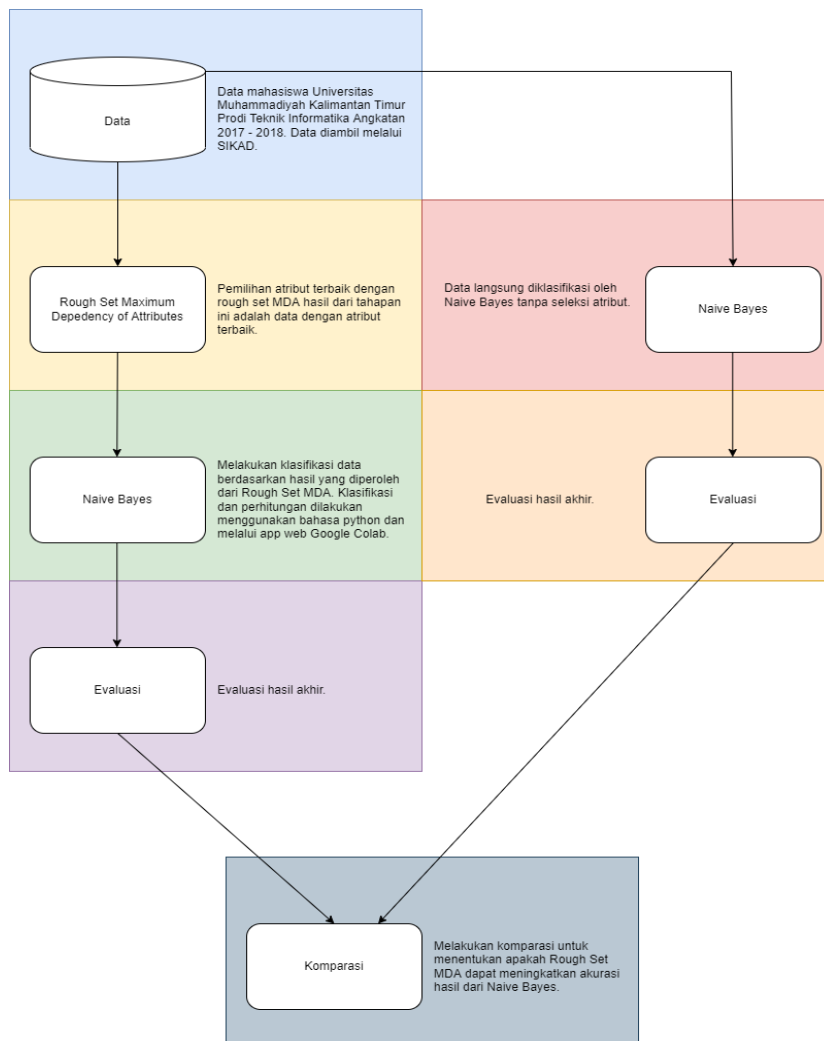 Data
Data mahasiswa Universitas
Muhammadiyah Kalimantan Timur
Prodi Teknik Informatika Angkatan
2017 - 2018. Data diambil melalui
SIKAD.
Rough Set Maximum
Depedency of Attributes
Pemilihan atribut terbaik dengan
rough set MDA hasil dari tahapan
ini adalah data dengan atribut
terbaik.
Data langsung diklasifikasi oleh
Naive Bayes tanpa seleksi atribut.
Naive Bayes
Naive Bayes
Melakukan klasifikasi data
berdasarkan hasil yang diperoleh
dari Rough Set MDA. Klasifikasi
dan perhitungan dilakukan
menggunakan bahasa python dan
melalui app web Google Colab.
Evaluasi hasil akhir.
Evaluasi
Evaluasi
Evaluasi hasil akhir.
Komparasi
Melakukan komparasi untuk
menentukan apakah Rough Set
MDA dapat meningkatkan akurasi
hasil dari Naive Bayes.